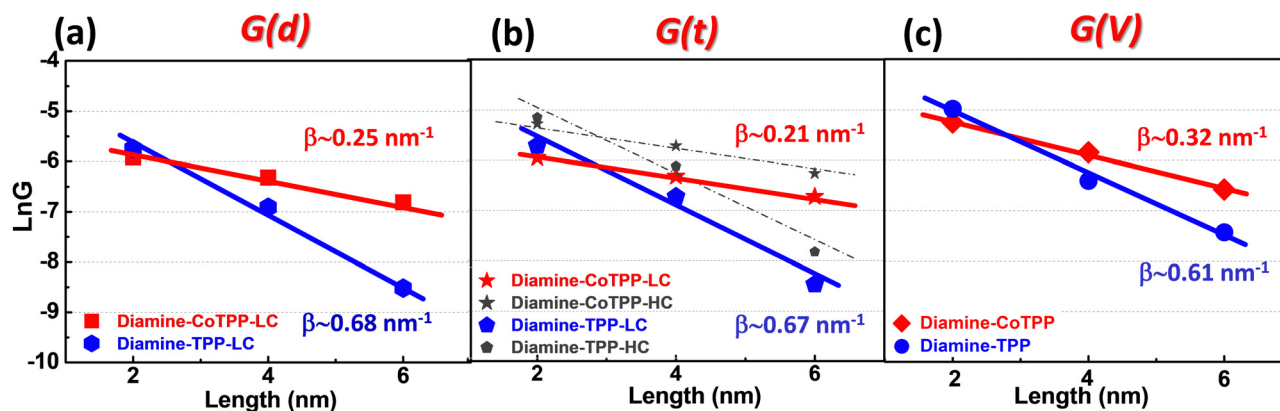 (a)
G(d)
-4
-5
-6
-7
-8
-9
-10
LnG
β~0.25 nm⁻¹
Diamine-CoTPP-LC
Diamine-TPP-LC
β~0.68 nm⁻¹
2
4
6
Length (nm)
(b)
G(t)
β~0.21 nm⁻¹
Diamine-CoTPP-LC
Diamine-CoTPP-HC
Diamine-TPP-LC
Diamine-TPP-HC
β~0.67 nm⁻¹
2
4
6
Length (nm)
(c)
G(V)
β~0.32 nm⁻¹
β~0.61 nm⁻¹
Diamine-CoTPP
Diamine-TPP
2
4
6
Length (nm)